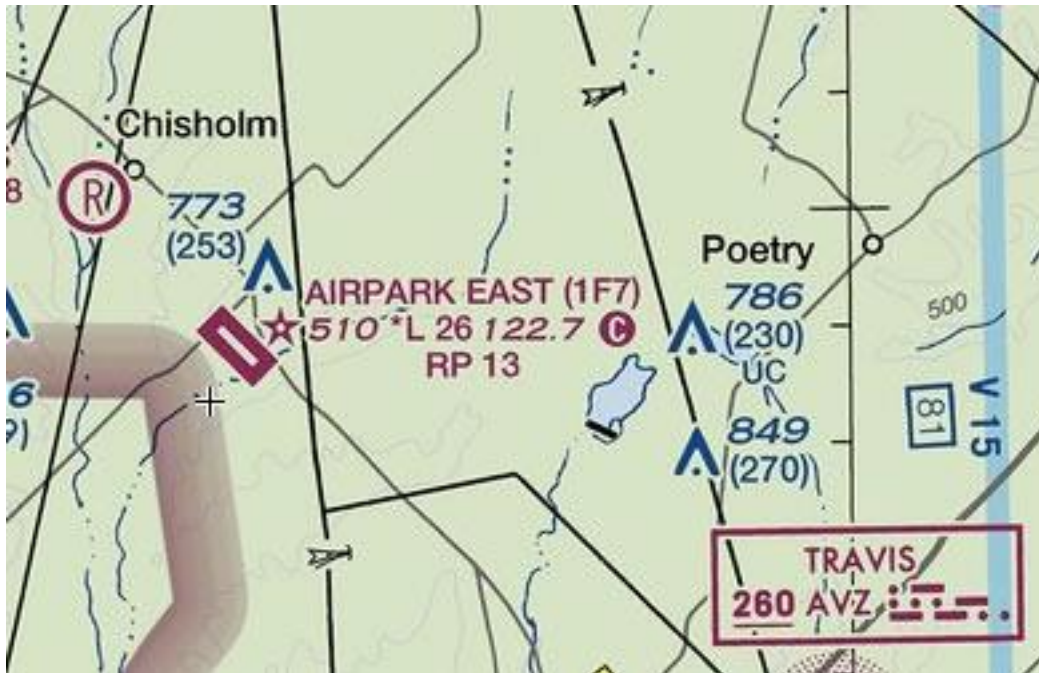 Chisholm
8
R
773
(253)
Poetry
AIRPARK EAST (1F7)
510 *L 26 122.7 C
RP 13
786
(230)
UC
500
6
9)
849
(270)
81
V 15
TRAVIS
260 AVZ